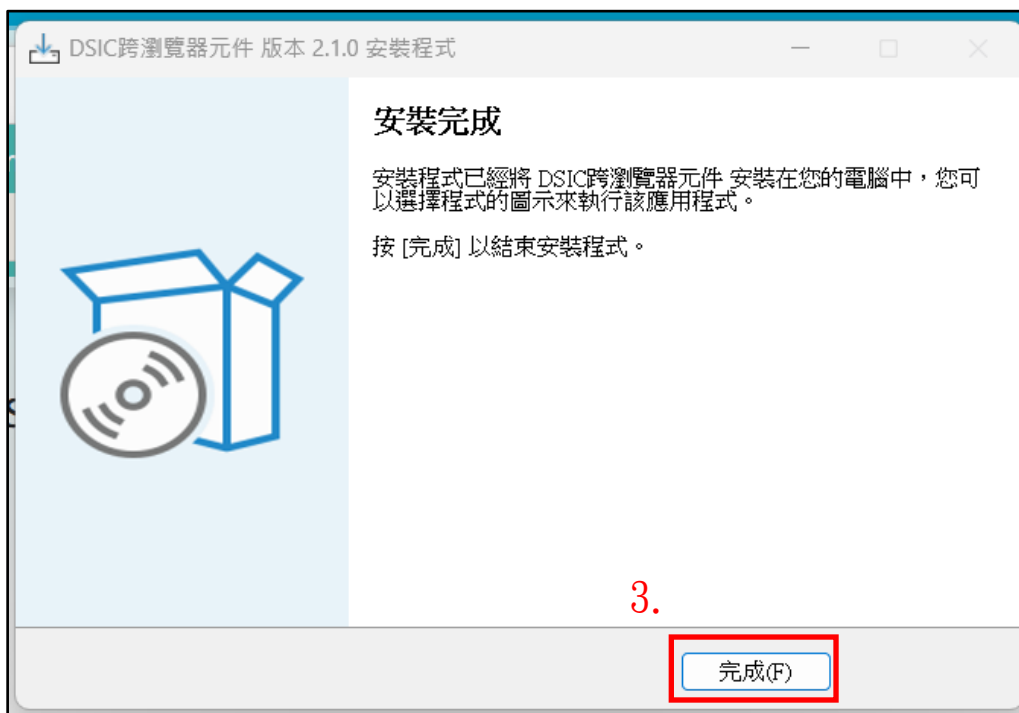 DSIC跨瀏覽器元件 版本 2.1.0 安裝程式
安裝完成
安裝程式已經將 DSIC跨瀏覽器元件 安裝在您的電腦中，您可
以選擇程式的圖示來執行該應用程式。
按 [完成] 以結束安裝程式。
3.
完成(F)